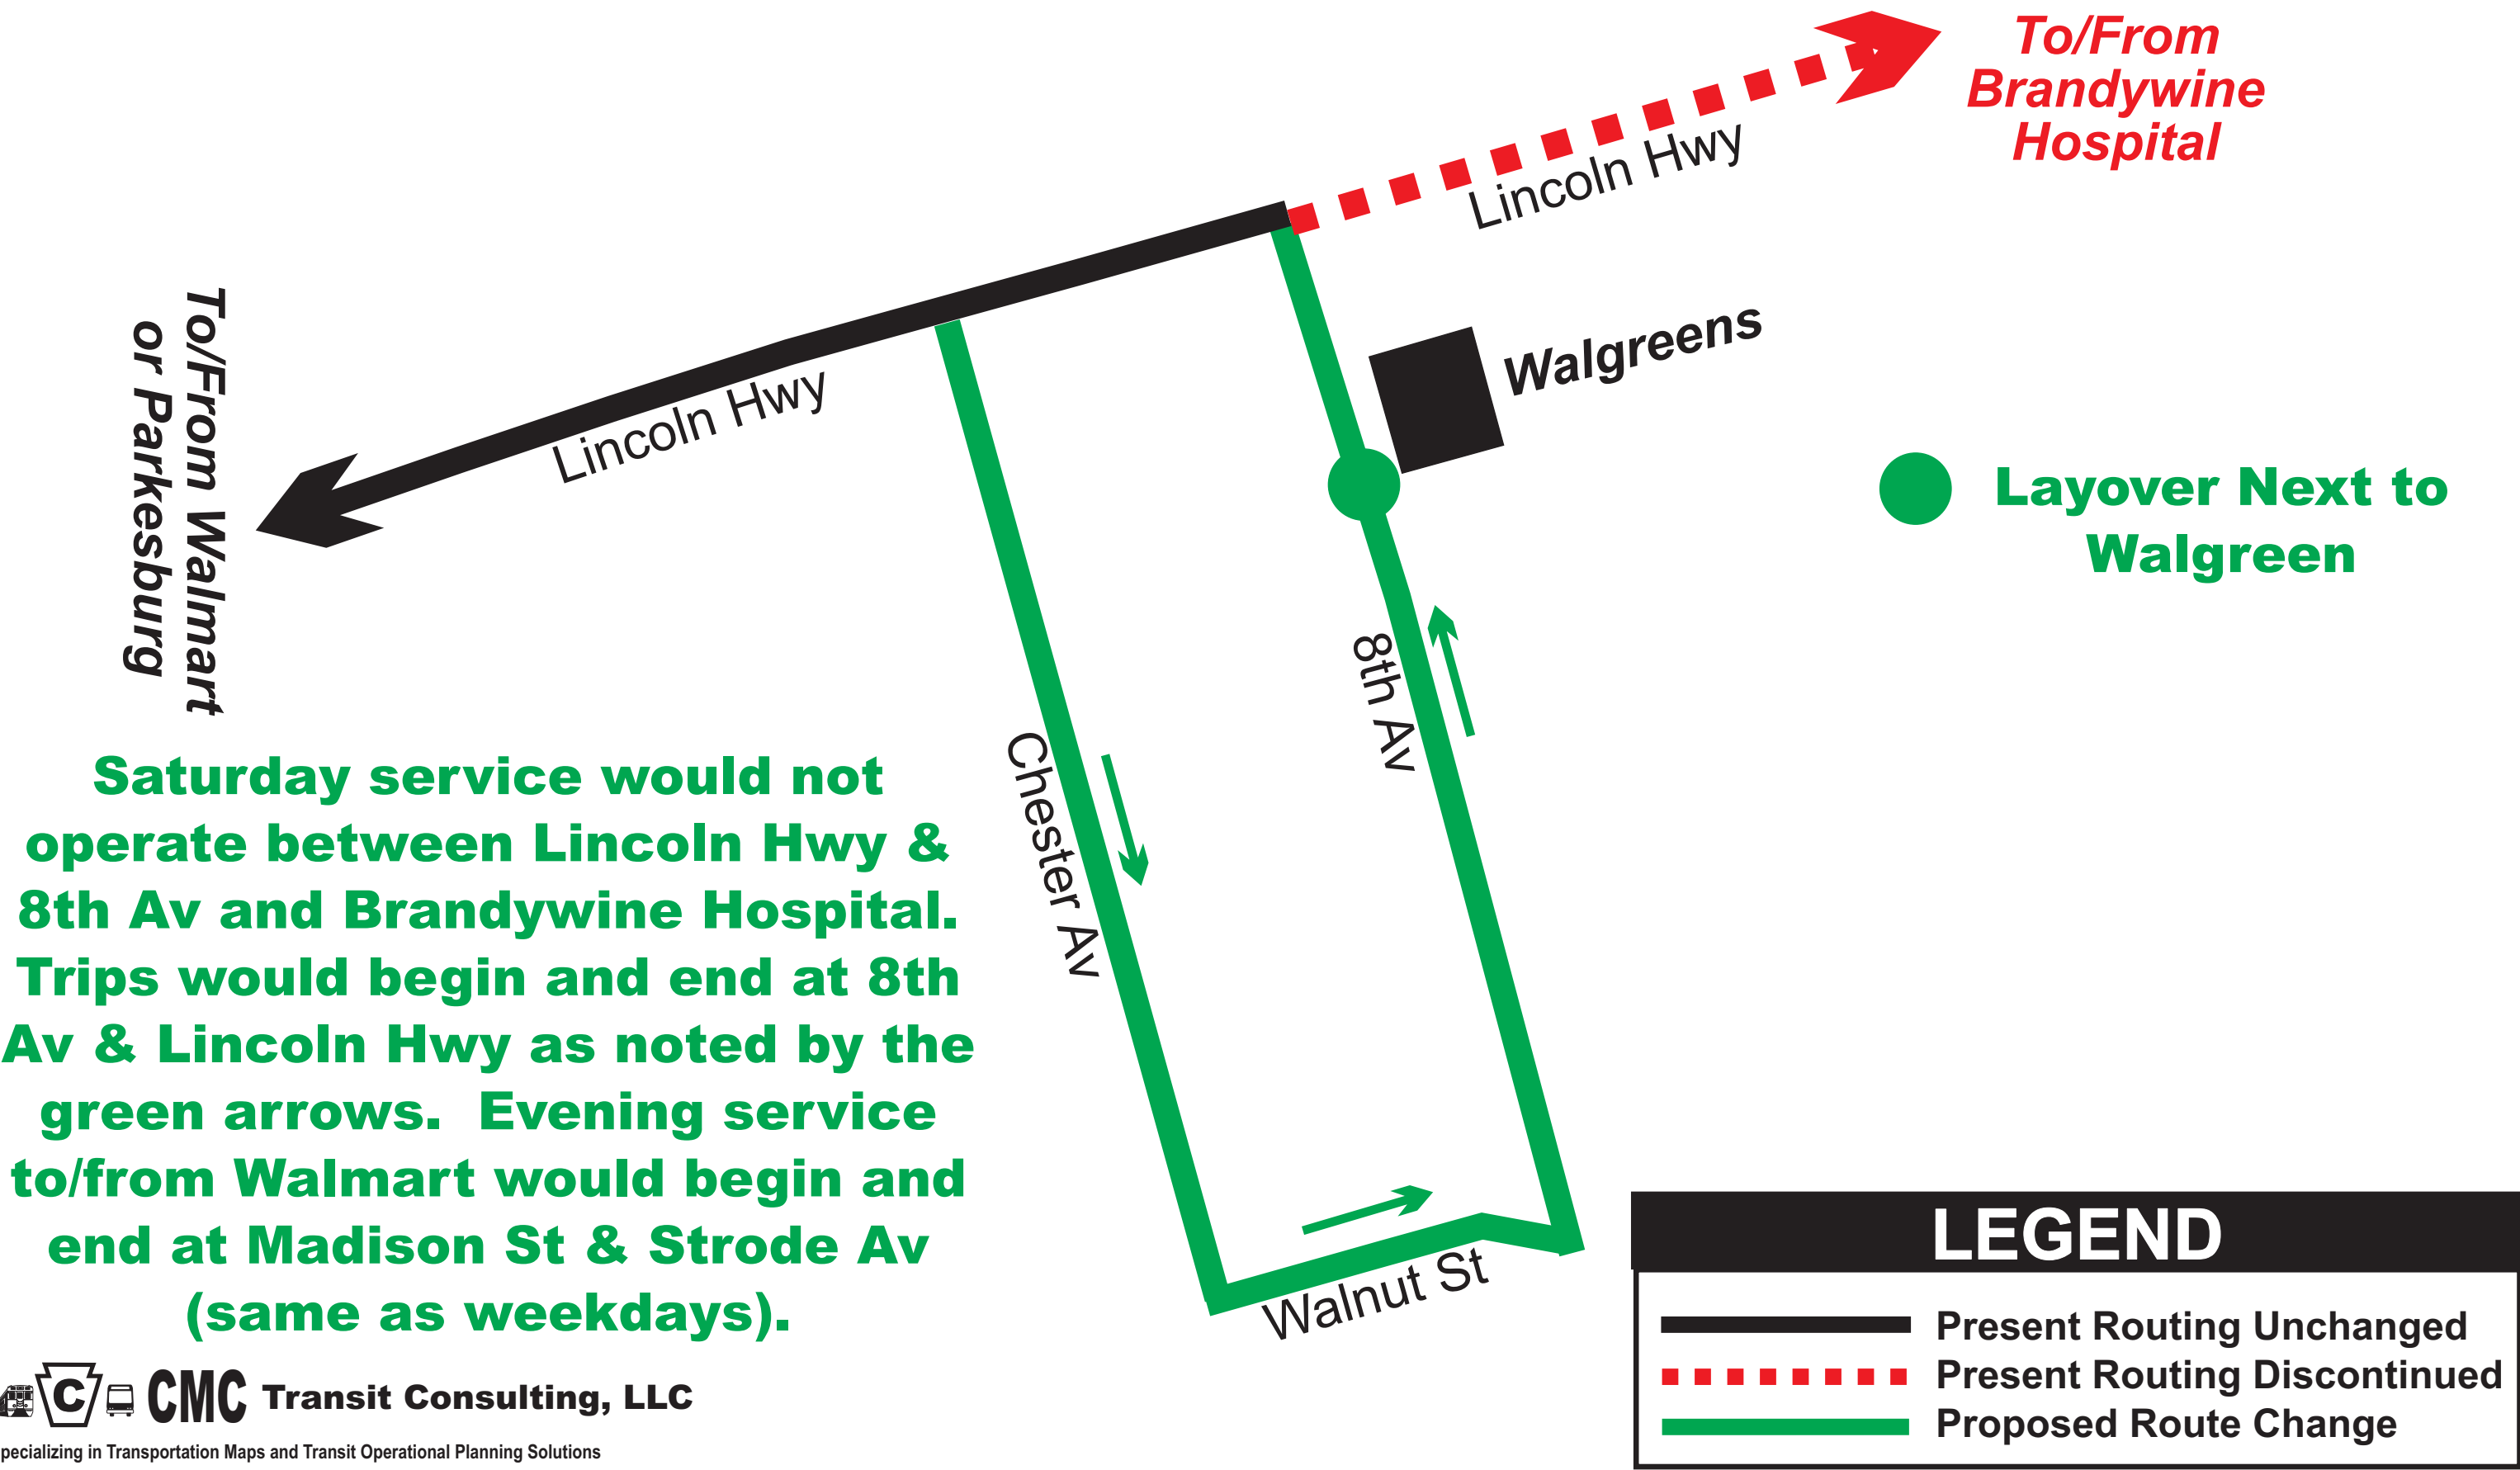 To/From
Brandywine
Hospital
Lincoln Hwy
Walgreens
Lincoln Hwy
To/From Walmart
or Parkesburg
Layover Next to
Walgreen
8th Av
Chester Av
Saturday service would not
operate between Lincoln Hwy &
8th Av and Brandywine Hospital.
Trips would begin and end at 8th
Av & Lincoln Hwy as noted by the
green arrows.  Evening service
to/from Walmart would begin and
end at Madison St & Strode Av
(same as weekdays).
Walnut St
LEGEND
Present Routing Unchanged
Present Routing Discontinued
Proposed Route Change
C CMC Transit Consulting, LLC
pecializing in Transportation Maps and Transit Operational Planning Solutions